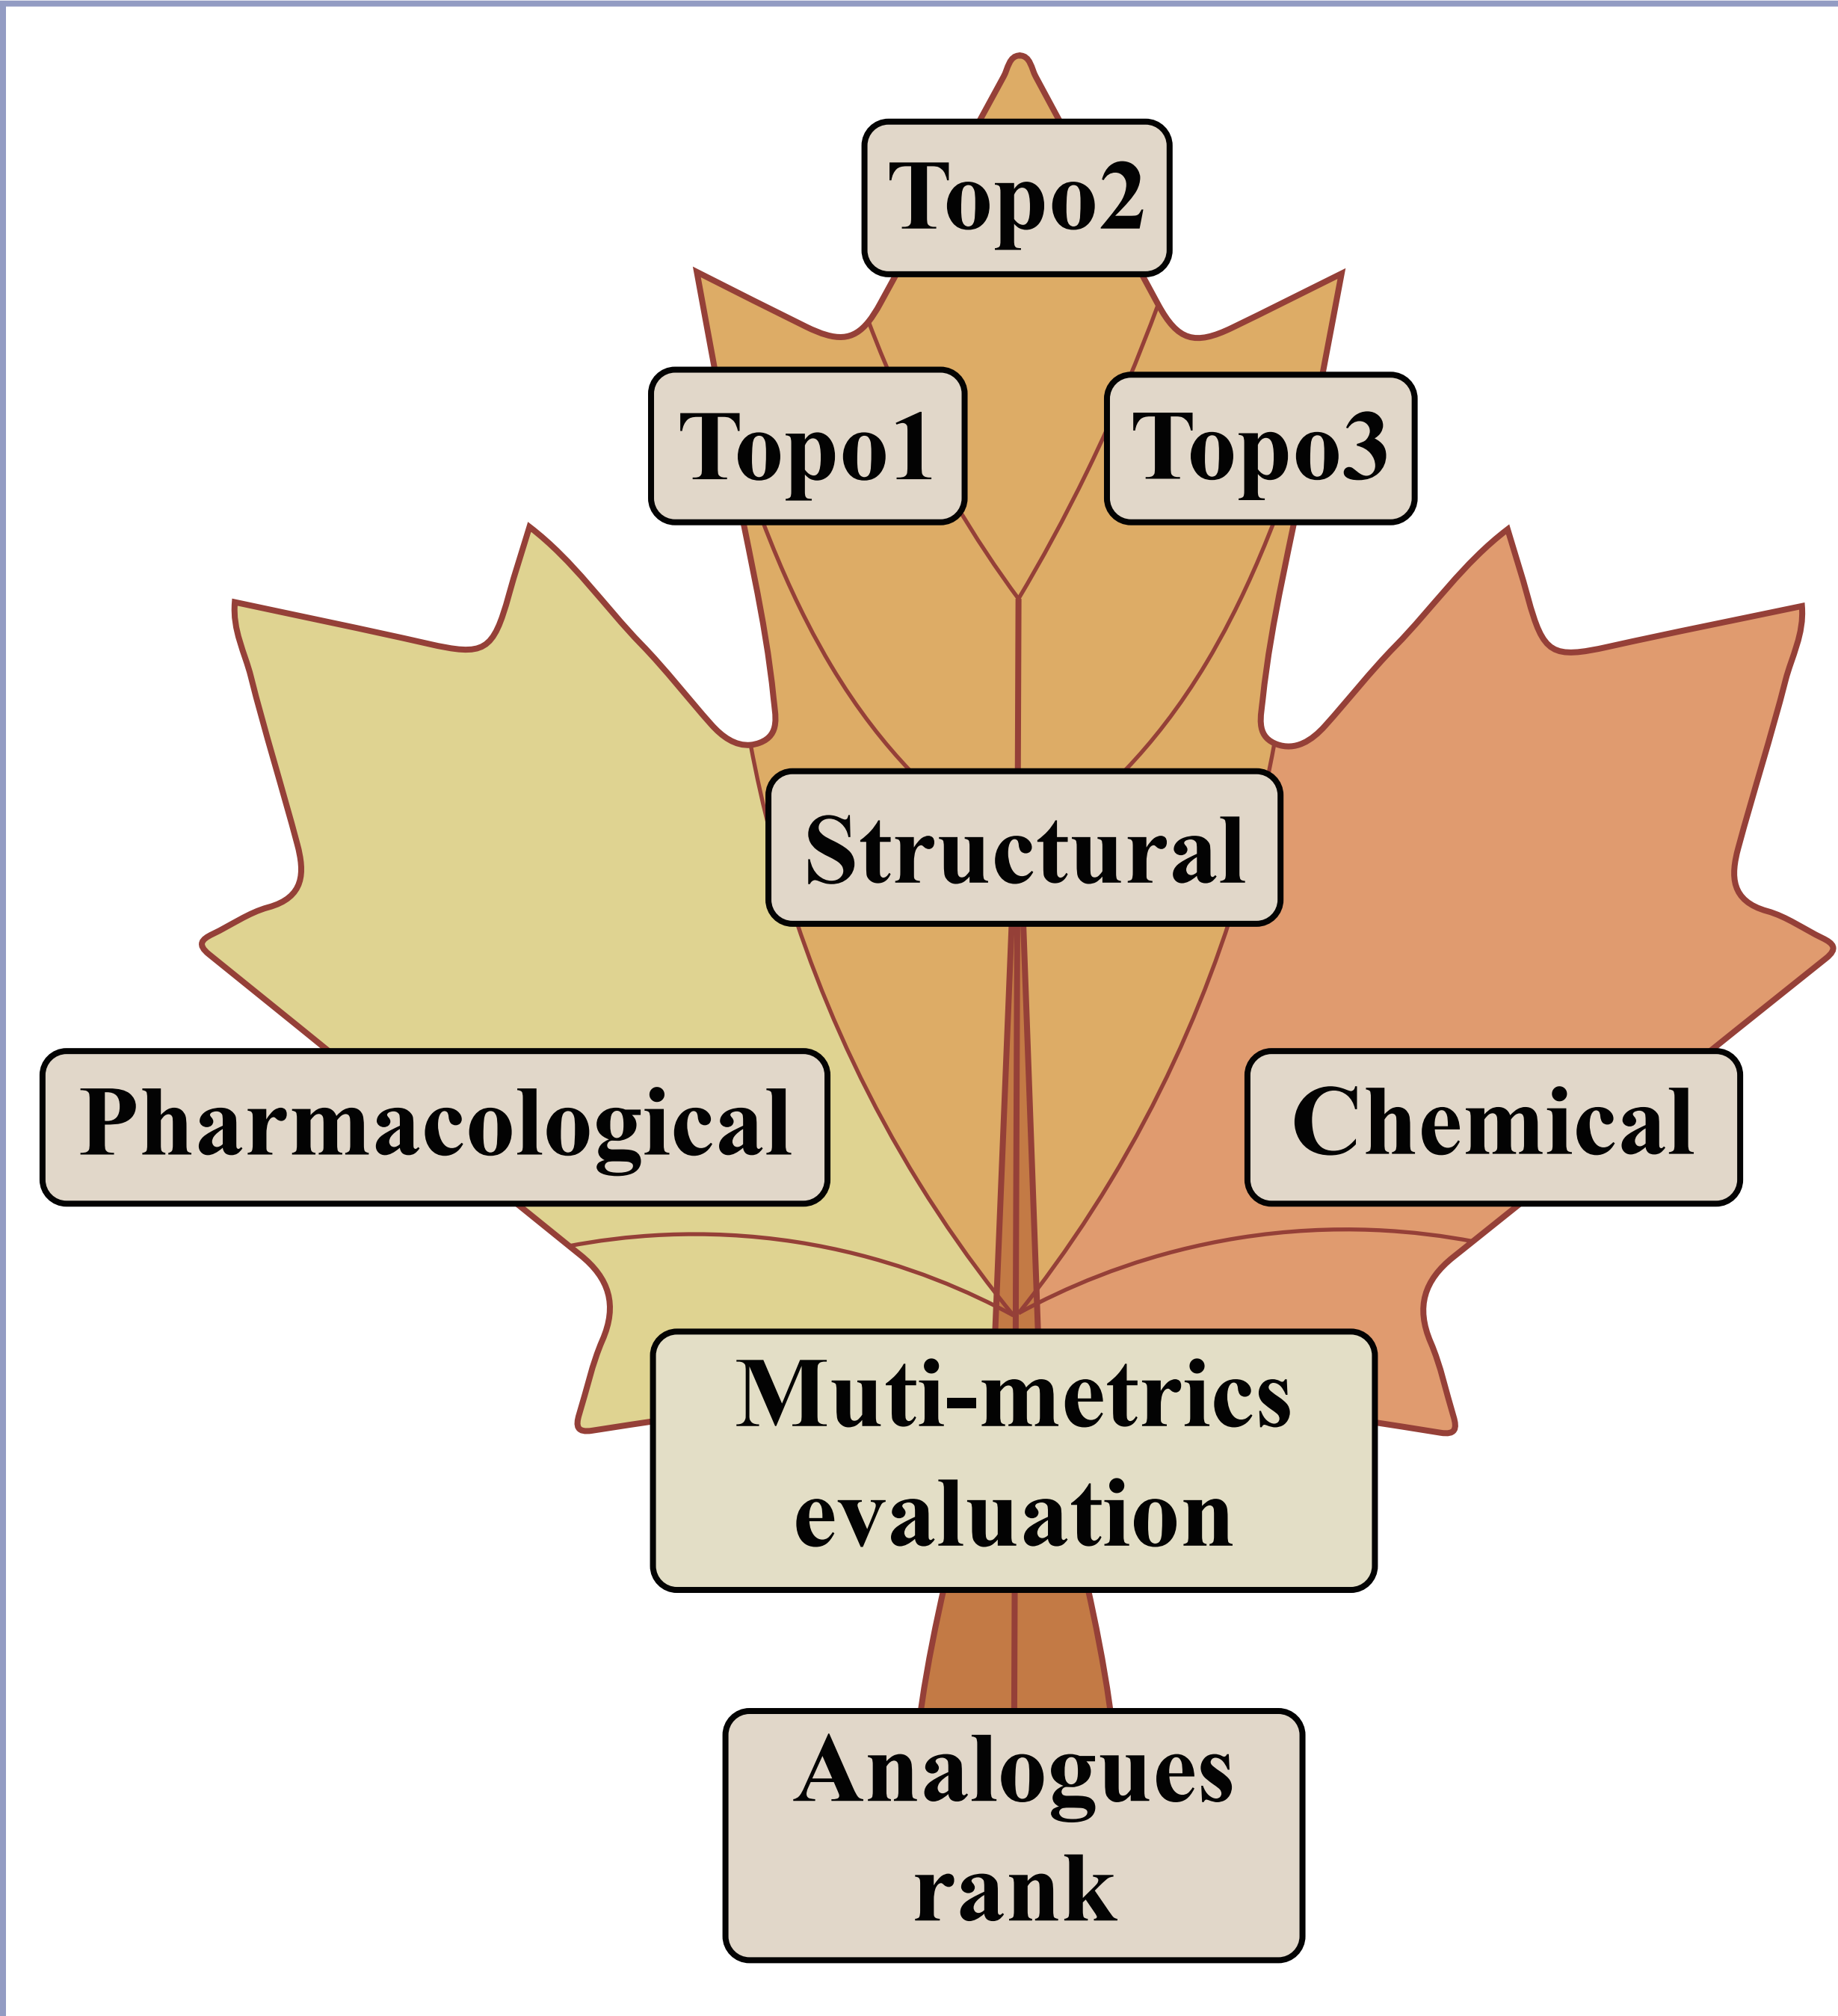 Topo2
Topo1
Topo3
Structural
Pharmacological
Chemical
Muti-metrics
evaluation
Analogues
rank